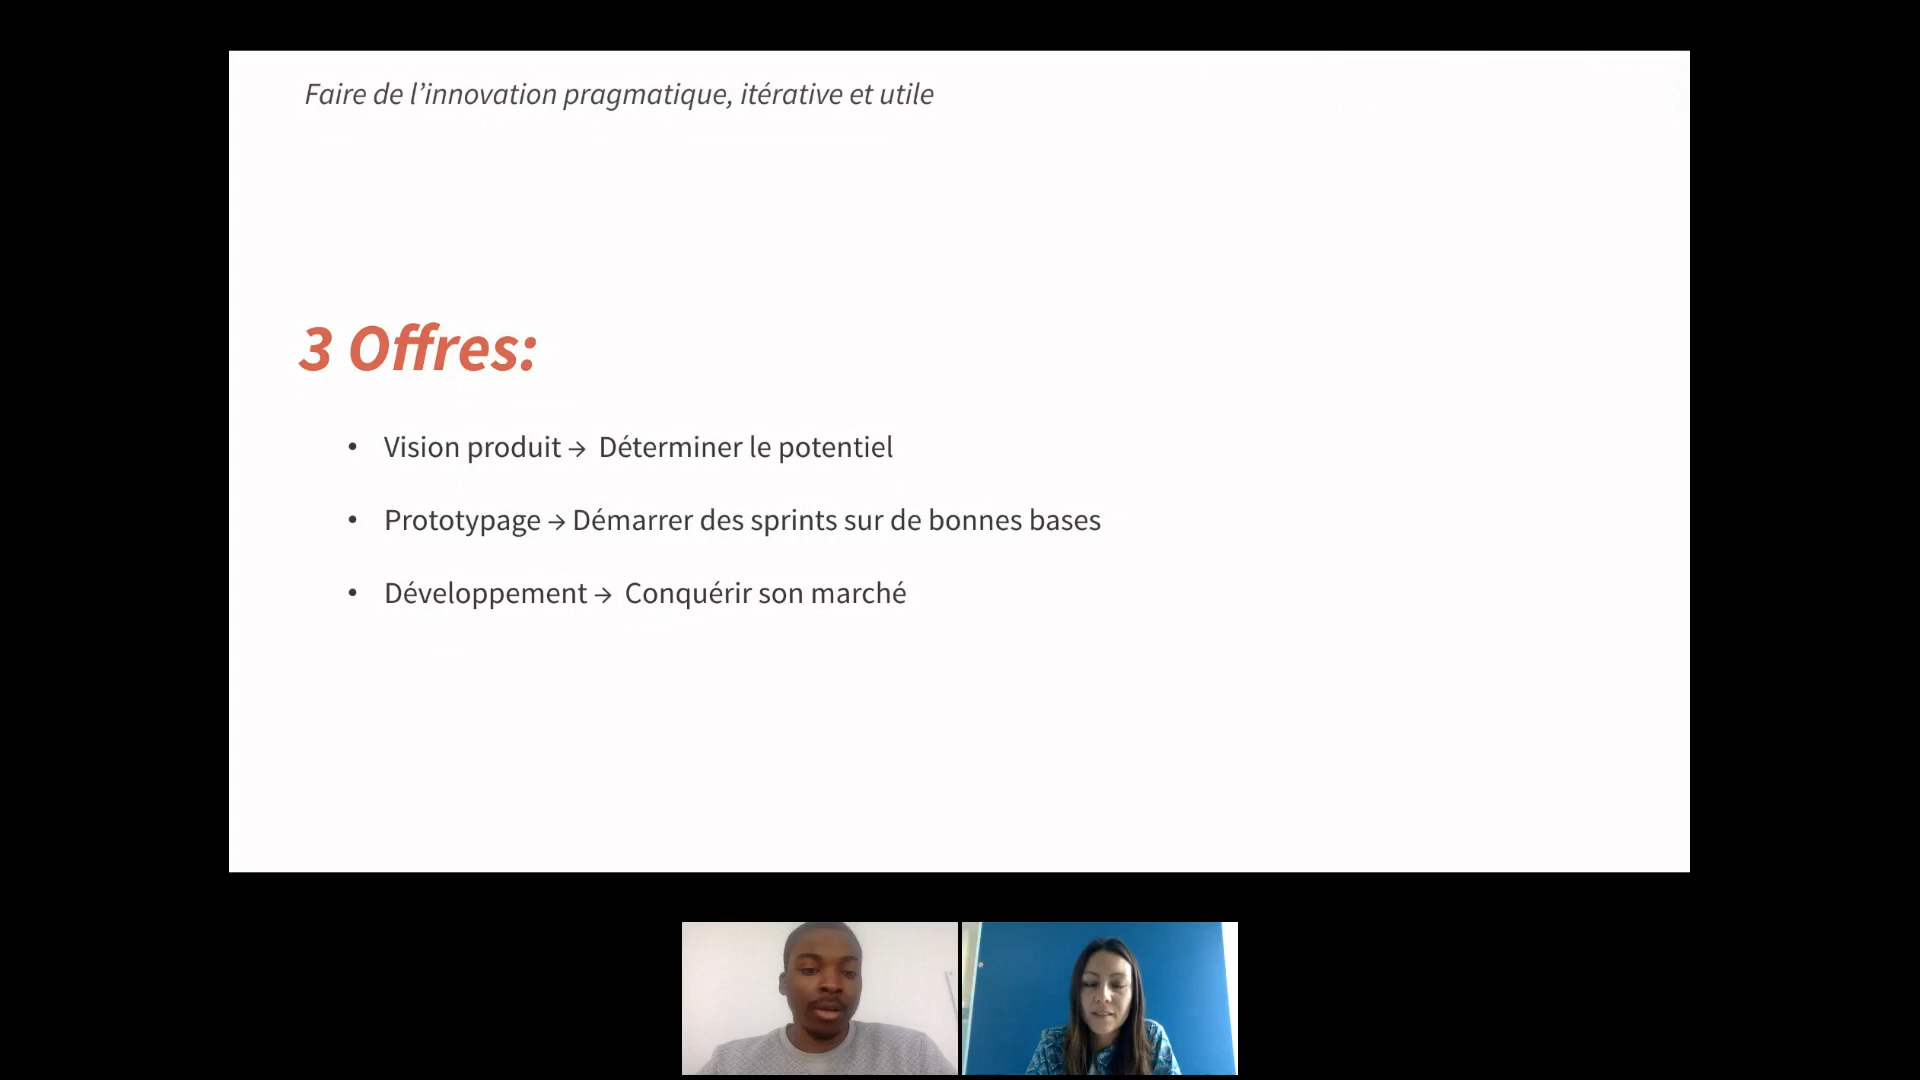 Faire de l’innovation pragmatique, itérative et utile
3 Offres:
• Vision produit → Déterminer le potentiel
• Prototypage → Démarrer des sprints sur de bonnes bases
• Développement → Conquérir son marché